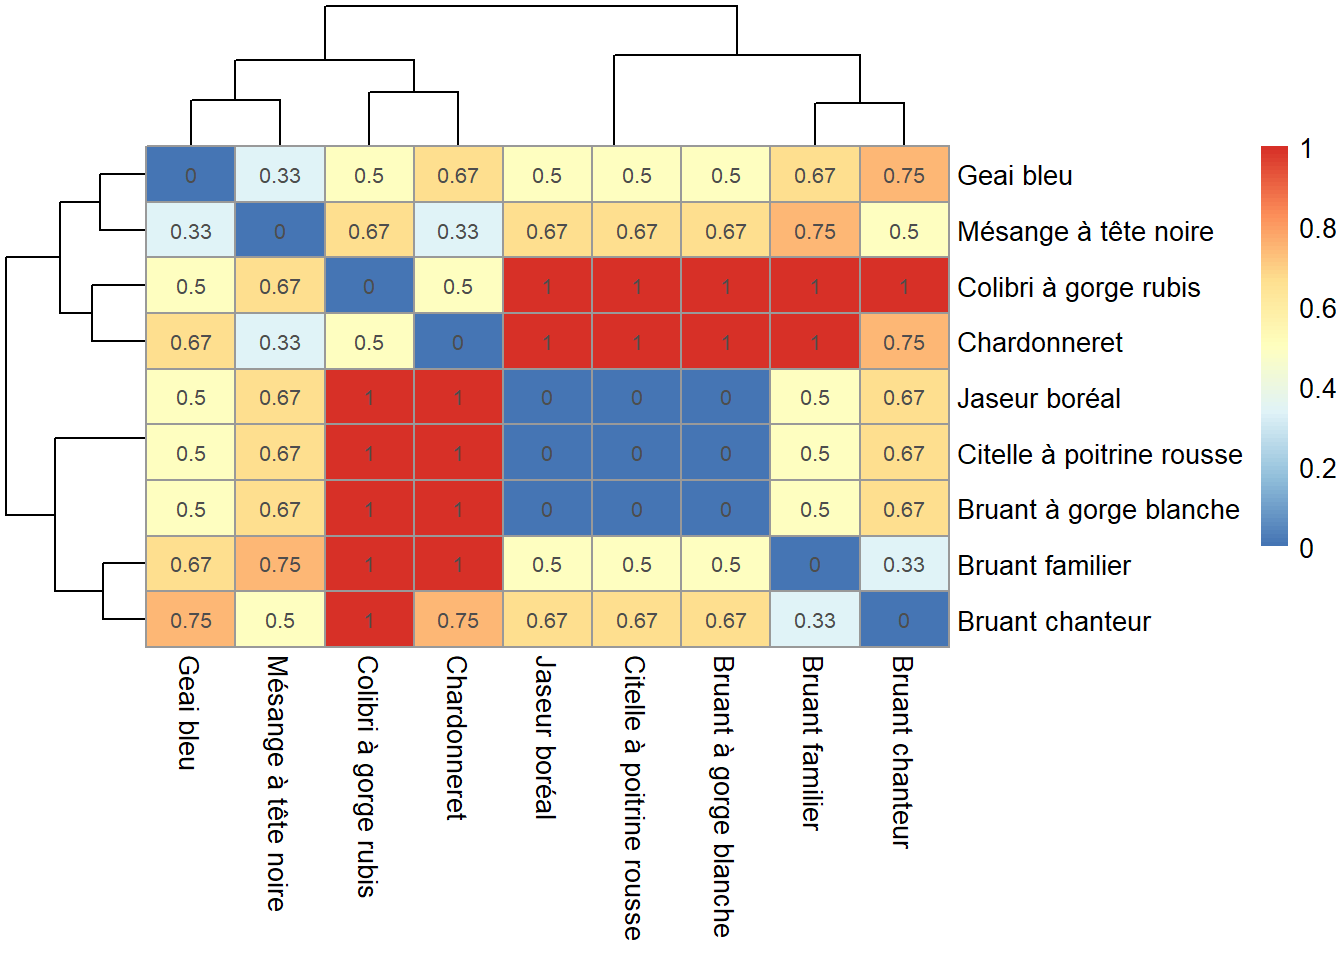 0 0.33 0.5 0.67 0.5 0.5 0.5 0.67 0.75 Geai bleu
0.33 0 0.67 0.33 0.67 0.67 0.67 0.75 0.5 Mésange à tête noire
0.5 0.67 0 0.5 1 1 1 1 1 Colibri à gorge rubis
0.67 0.33 0.5 0 1 1 1 1 0.75 Chardonneret
0.5 0.67 1 1 0 0 0 0.5 0.67 Jaseur boréal
0.5 0.67 1 1 0 0 0 0.5 0.67 Citelle à poitrine rousse
0.5 0.67 1 1 0 0 0 0.5 0.67 Bruant à gorge blanche
0.67 0.75 1 1 0.5 0.5 0.5 0 0.33 Bruant familier
0.75 0.5 1 0.75 0.67 0.67 0.67 0.33 0 Bruant chanteur
Geai bleu
Mésange à tête noire
Colibri à gorge rubis
Chardonneret
Jaseur boréal
Citelle à poitrine rousse
Bruant à gorge blanche
Bruant familier
Bruant chanteur
1
0.8
0.6
0.4
0.2
0